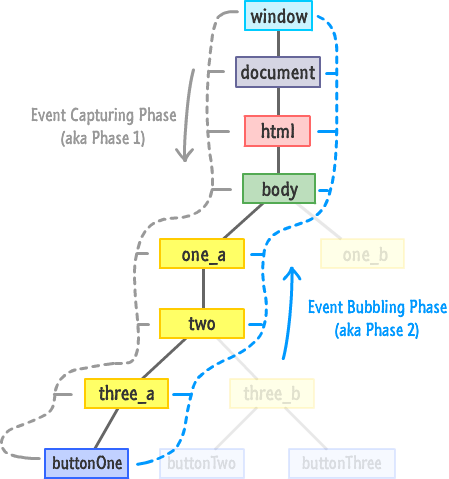 window
document
Event Capturing Phase
(aka Phase 1)
html
body
one_a
one_b
Event Bubbling Phase
(aka Phase 2)
two
three_a
three_b
buttonOne
buttonTwo
buttonThree